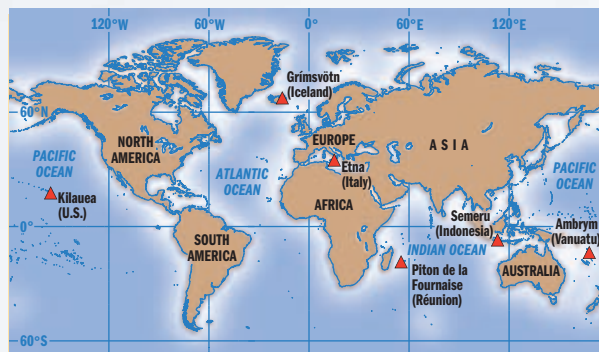 120°W
60°W
0°
60°E
120°E
Grímsvötn
(Iceland)
60°N
NORTH
AMERICA
EUROPE
ASIA
PACIFIC
OCEAN
ATLANTIC
OCEAN
Etna
(Italy)
PACIFIC
OCEAN
Kilauea
(U.S.)
AFRICA
Semeru
(Indonesia)
Ambrym
(Vanuatu)
0°
SOUTH
AMERICA
INDIAN OCEAN
Piton de la
Fournaise
(Réunion)
AUSTRALIA
60°S